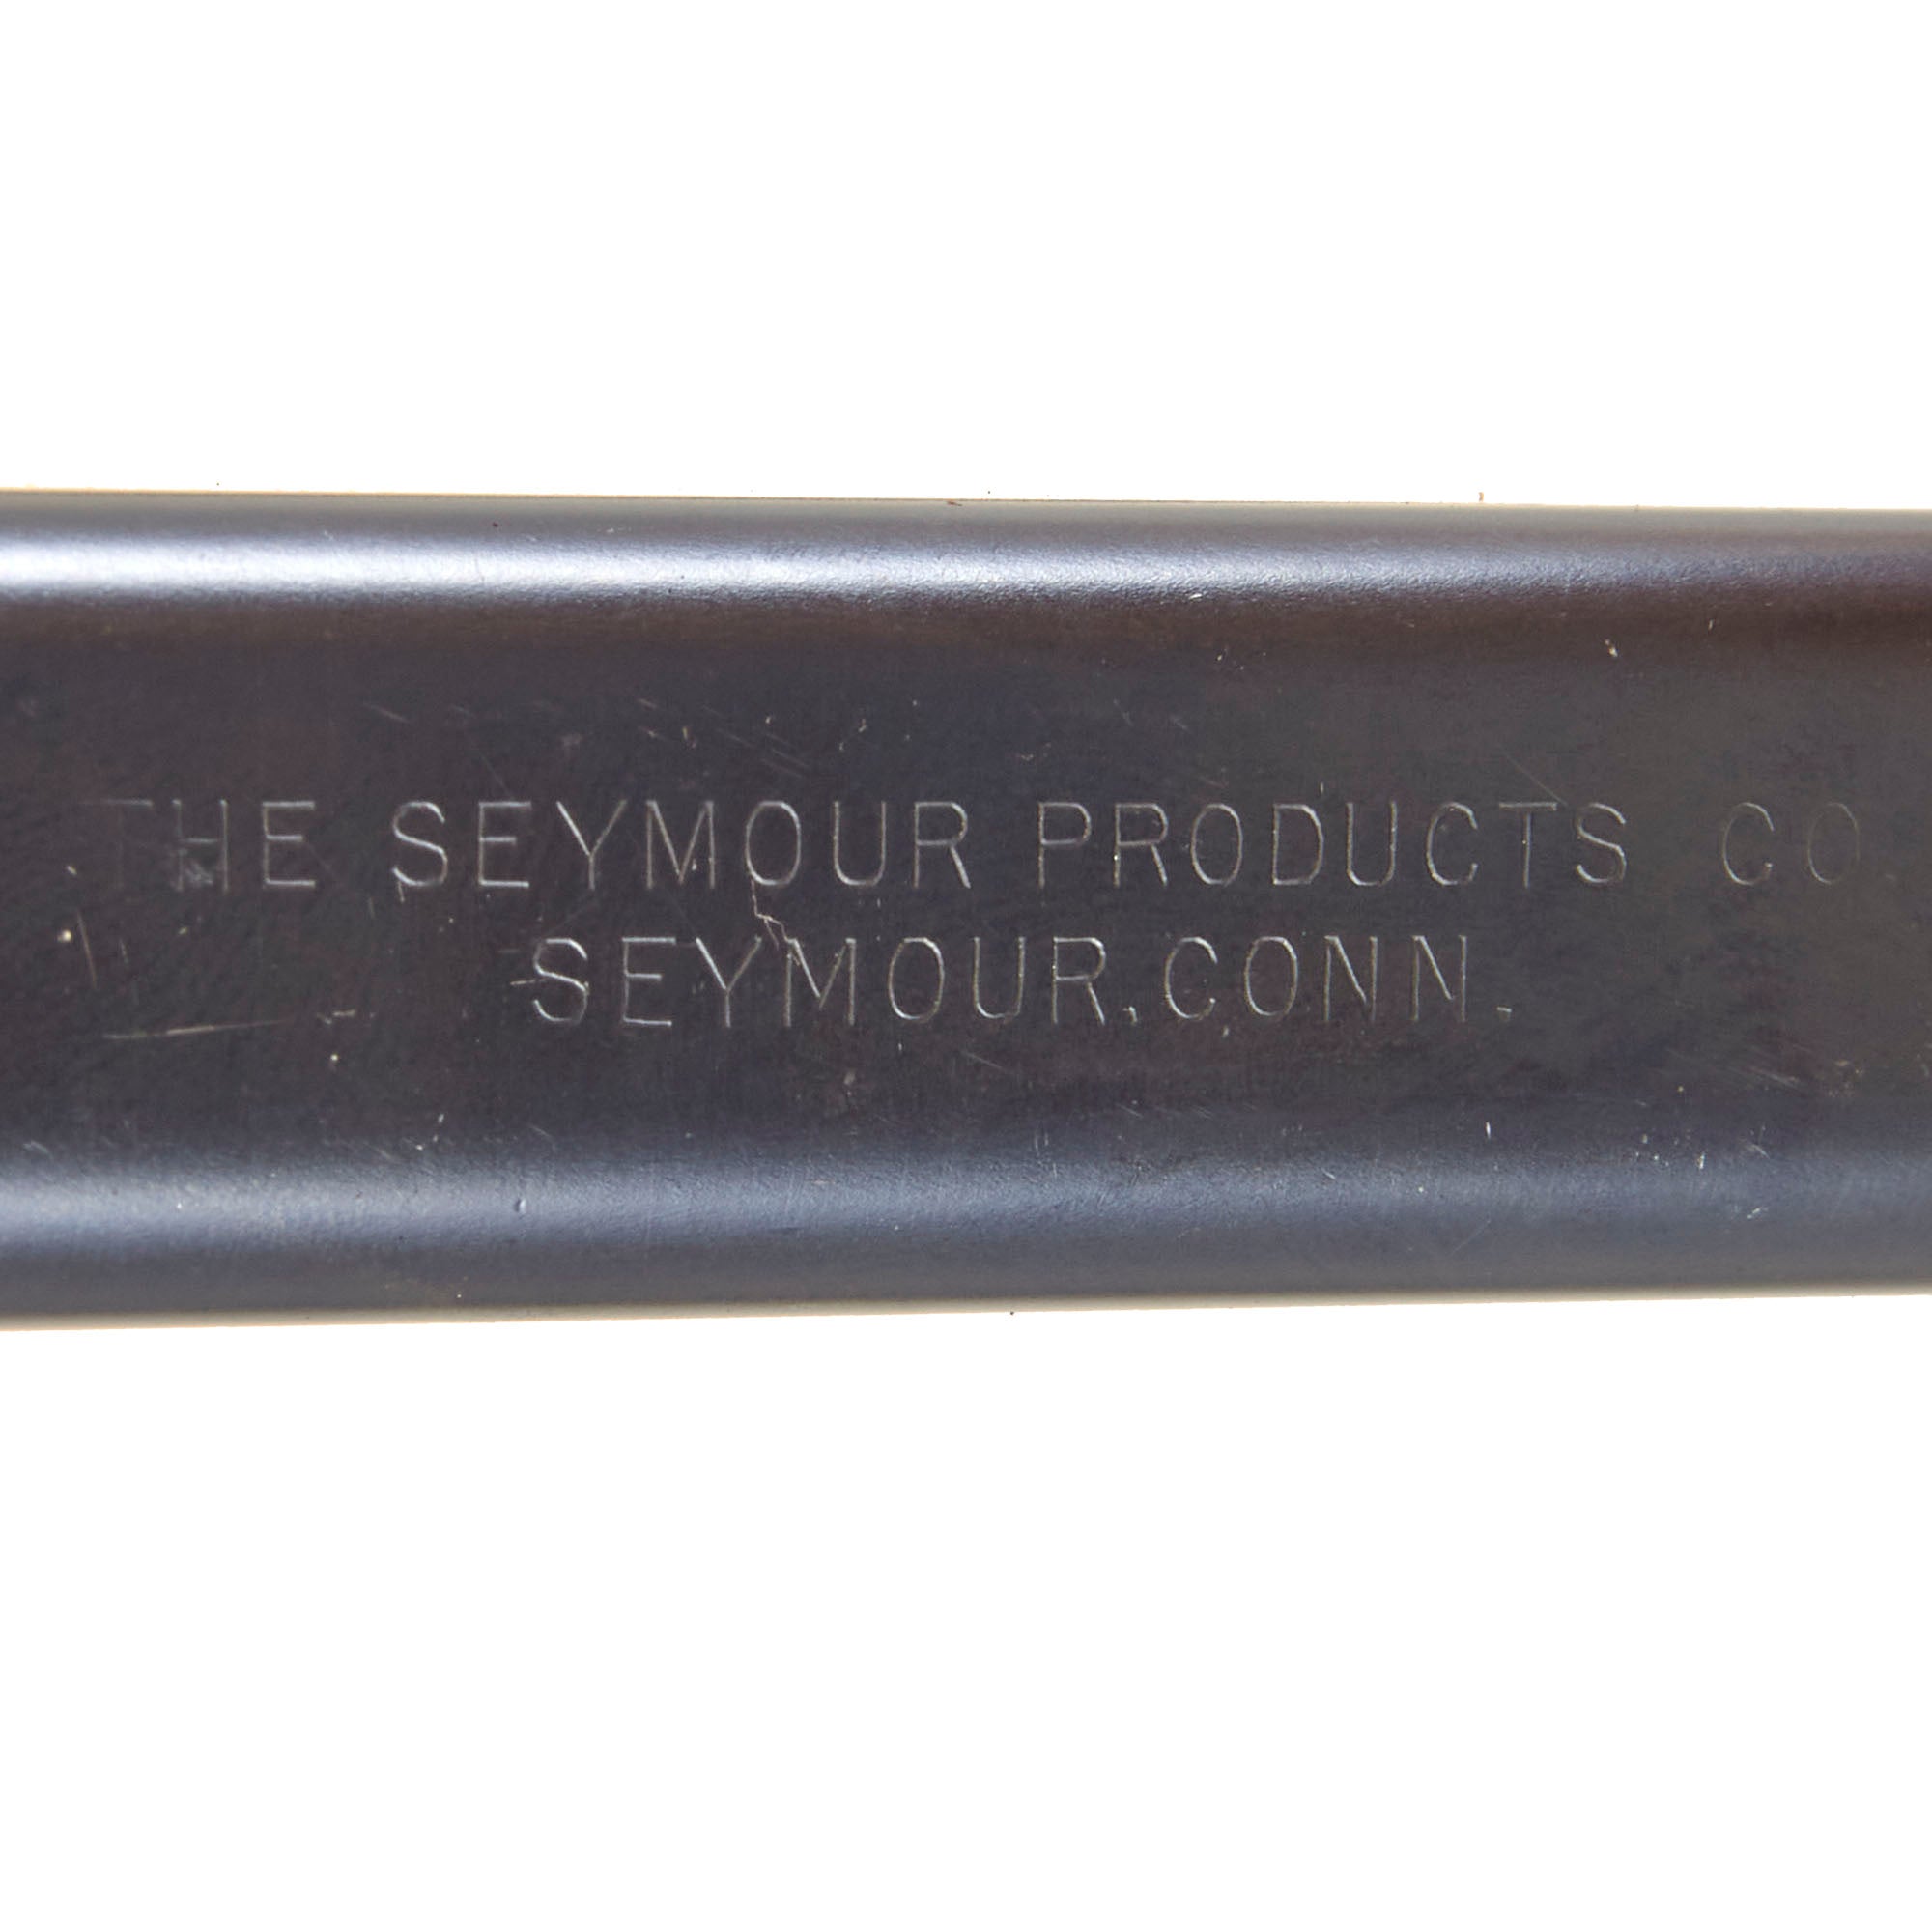 THE SEYMOUR PRODUCTS CO
SEYMOUR, CONN.